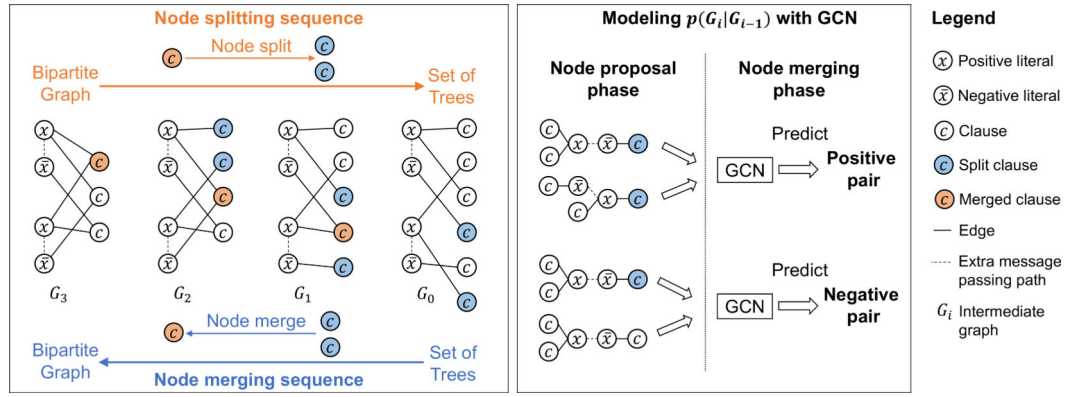 Node splitting sequence
c Node split c
c
Bipartite Graph
Set of Trees
x x x x
c c c c
x̄ x̄ x̄ x̄
c c c c
c c c c
x x x x
c c c c
x̄ x̄ x̄ x̄
c c
c
G₃ G₂ G₁ G₀
c Node merge c
c
Bipartite Graph
Set of Trees
Node merging sequence
Modeling p(Gᵢ|Gᵢ₋₁) with GCN
Node proposal phase
Node merging phase
c
c x x̄ c
c x̄
c x c
GCN
Predict
Positive pair
c
c x x̄ c
c
c x x̄ c
GCN
Predict
Negative pair
Legend
x Positive literal
x̄ Negative literal
c Clause
c Split clause
c Merged clause
Edge
Extra message passing path
Gᵢ Intermediate graph